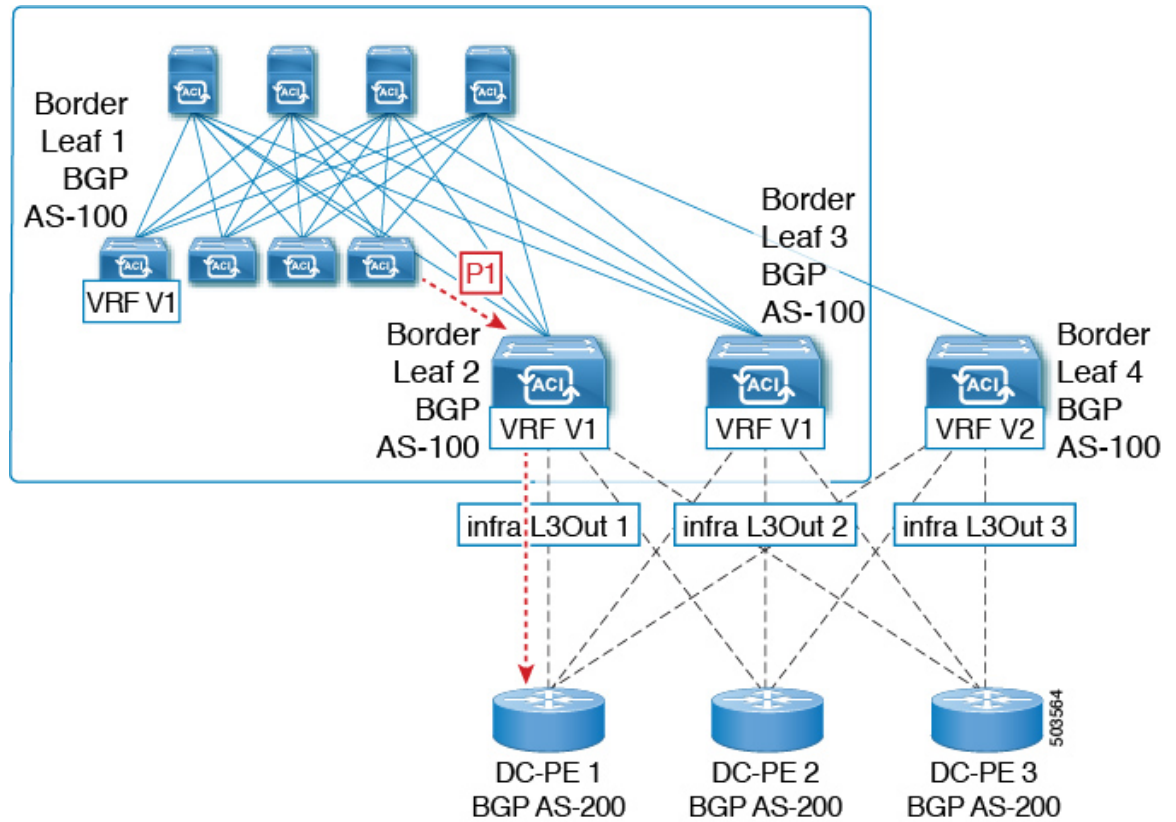 ACI
ACI
ACI
ACI
Border
Leaf 1
BGP
AS-100
ACI
ACI
ACI
ACI
VRF V1
P1
Border
Leaf 3
BGP
AS-100
Border
Leaf 2
BGP
AS-100
ACI
VRF V1
ACI
VRF V1
ACI
VRF V2
Border
Leaf 4
BGP
AS-100
infra L3Out 1
infra L3Out 2
infra L3Out 3
DC-PE 1
BGP AS-200
DC-PE 2
BGP AS-200
DC-PE 3
BGP AS-200
503564